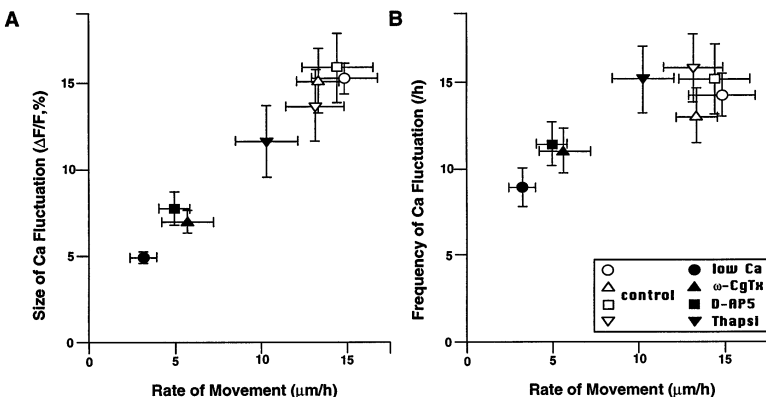 A
Size of Ca Fluctuation (ΔF/F,%)
15
10
5
0
0 5 10 15
Rate of Movement (μm/h)
B
Frequency of Ca Fluctuation (/h)
15
10
5
0
0 5 10 15
Rate of Movement (μm/h)
control
low Ca
ω-CgTx
D-AP5
Thapsi